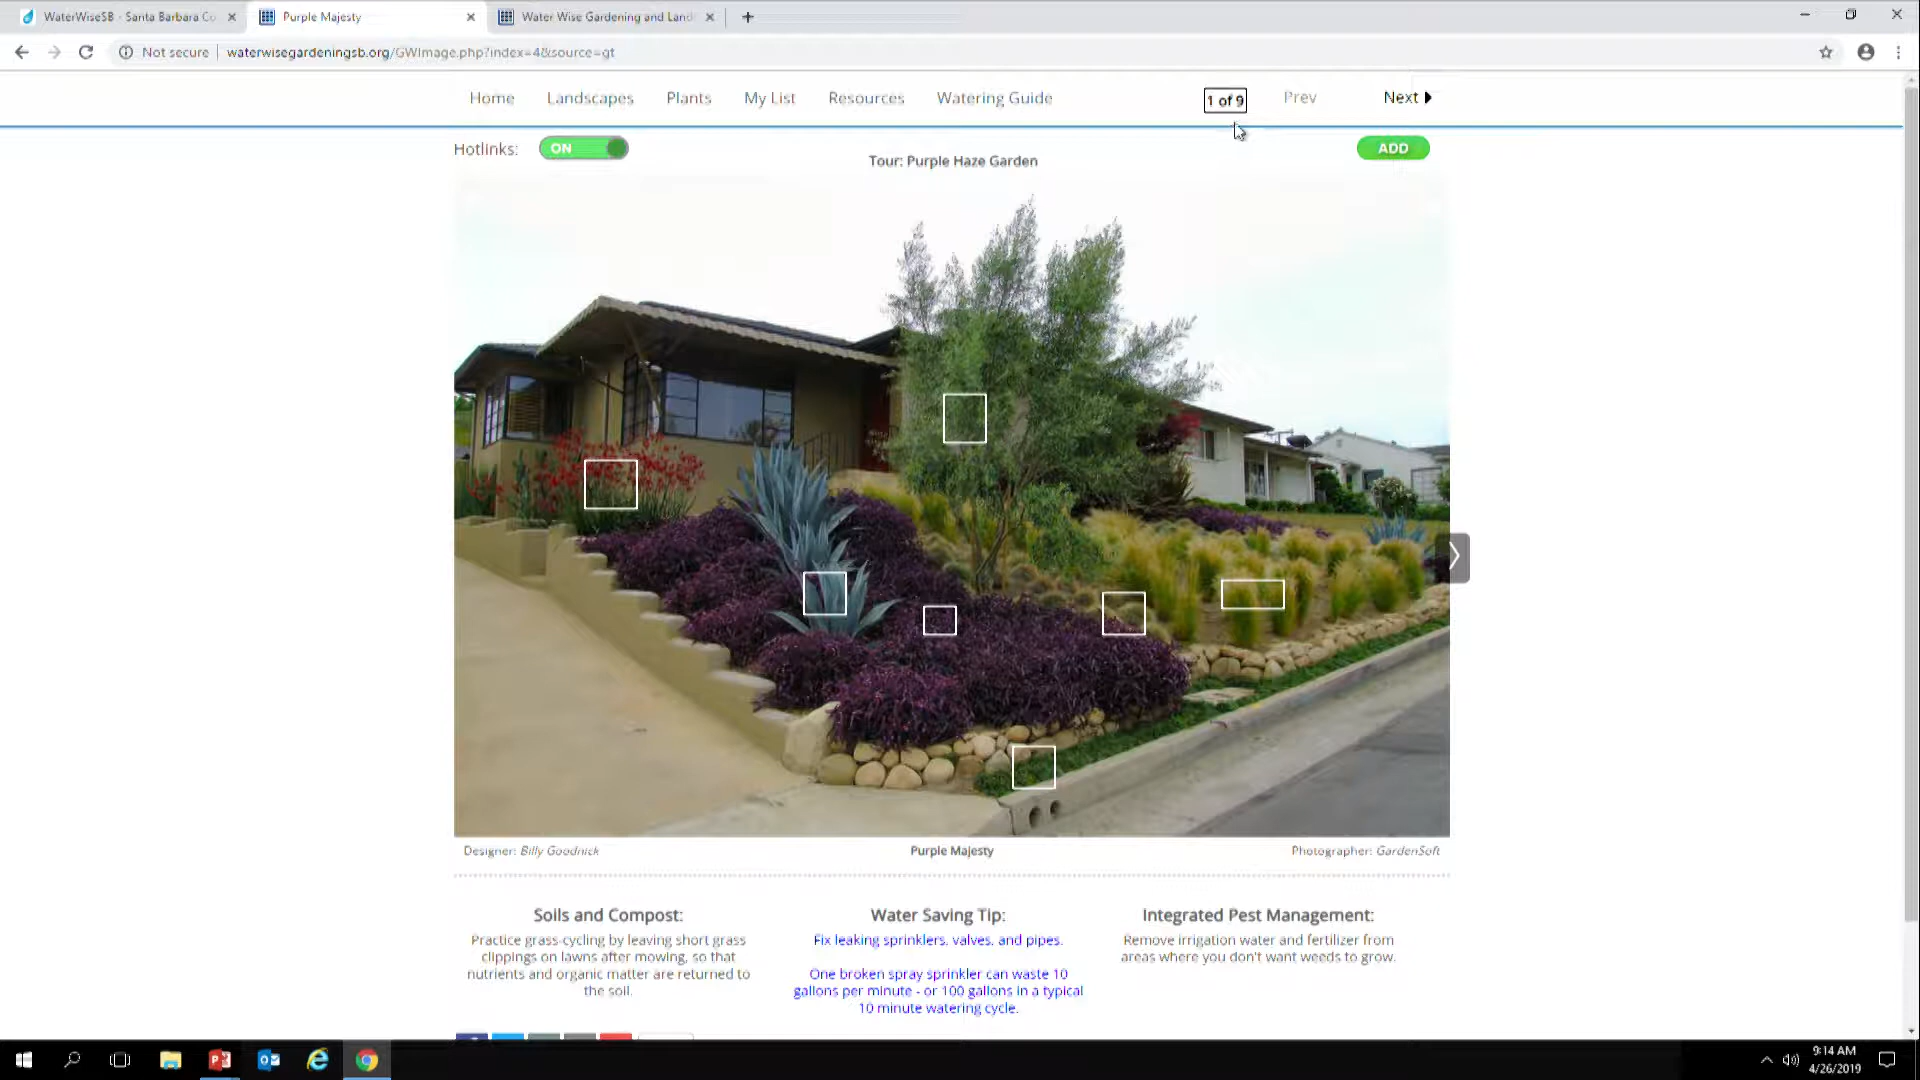 WaterWiseSB - Santa Barbara Co
Purple Majesty
Water Wise Gardening and Land
Not secure
waterwisegardeningsb.org/GWImage.php?index=4&source=gt
Home Landscapes Plants My List Resources Watering Guide 1 of 9 Prev Next
Hotlinks: ON
ADD
Tour: Purple Haze Garden
Designer: Billy Goodnick
Purple Majesty
Photographer: GardenSoft
Soils and Compost:
Practice grass-cycling by leaving short grass
clippings on lawns after mowing, so that
nutrients and organic matter are returned to
the soil.
Water Saving Tip:
Fix leaking sprinklers, valves, and pipes.
One broken spray sprinkler can waste 10
gallons per minute - or 100 gallons in a typical
10 minute watering cycle.
Integrated Pest Management:
Remove irrigation water and fertilizer from
areas where you don't want weeds to grow.
9:14 AM
4/26/2019